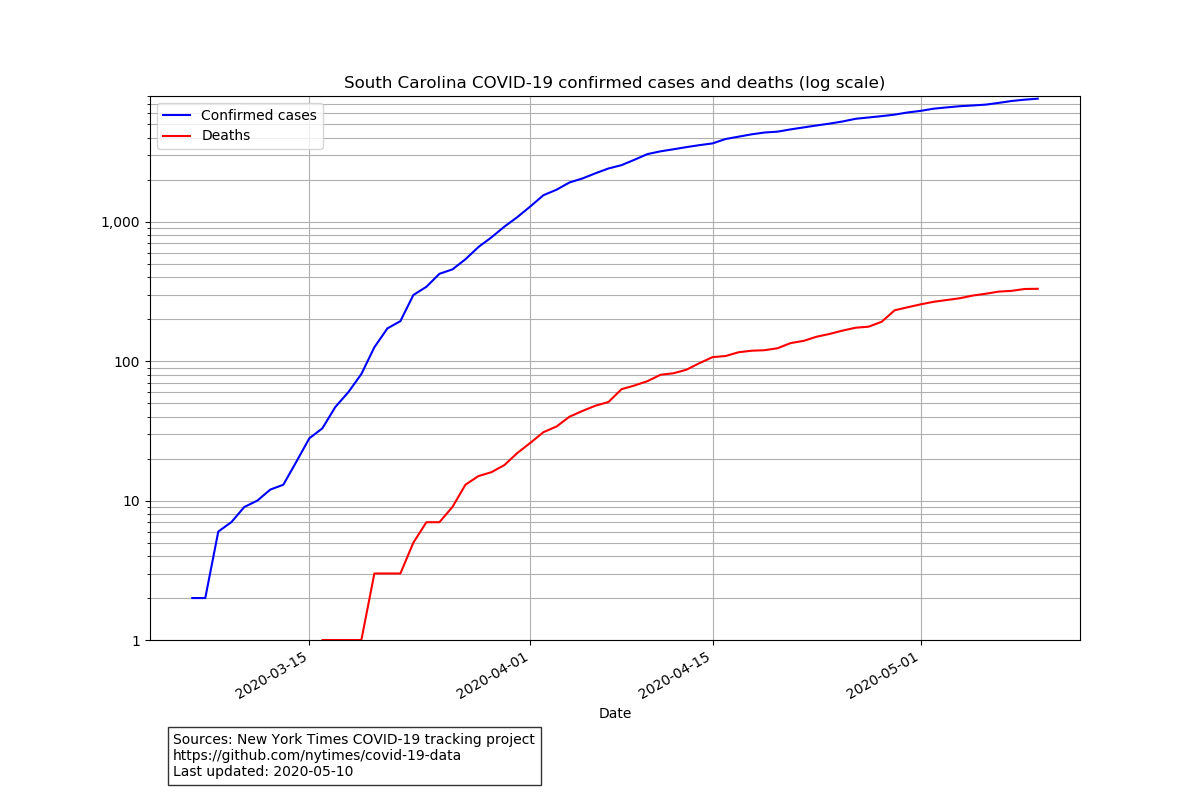 South Carolina COVID-19 confirmed cases and deaths (log scale)
Confirmed cases
Deaths
1,000
100
10
1
2020-03-15
2020-04-01
2020-04-15
2020-05-01
Date
Sources: New York Times COVID-19 tracking project
https://github.com/nytimes/covid-19-data
Last updated: 2020-05-10